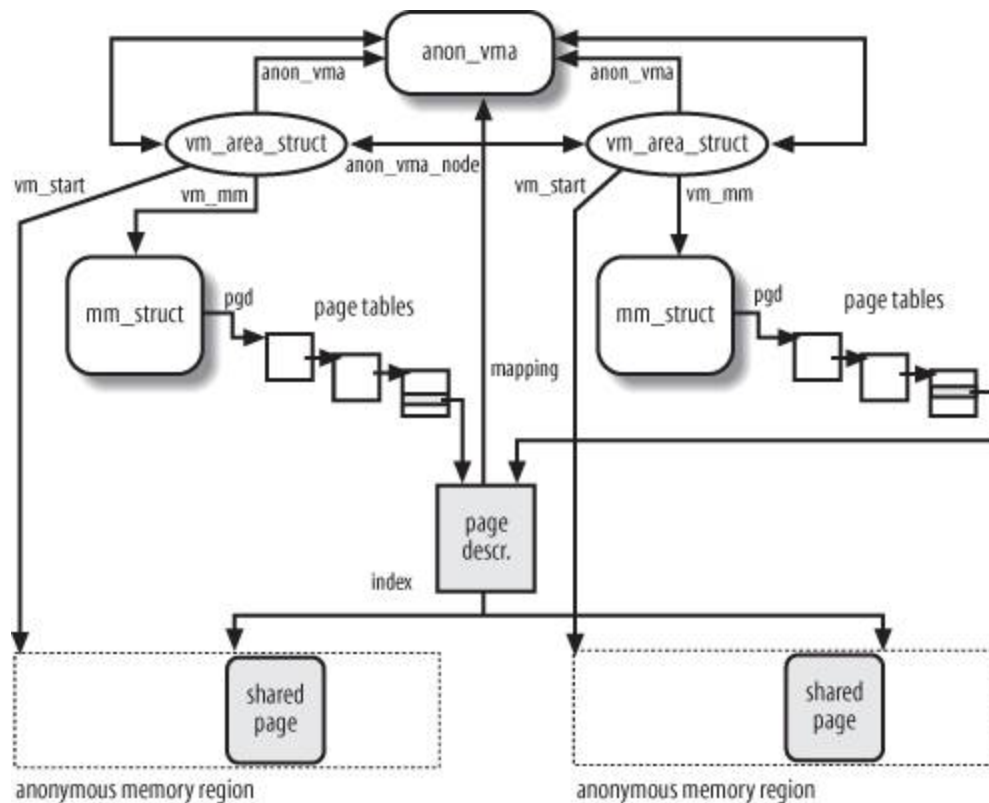 anon_vma
anon_vma
anon_vma
vm_area_struct
vm_area_struct
anon_vma_node
vm_start
vm_mm
vm_start
vm_mm
mm_struct
pgd
page tables
mm_struct
pgd
page tables
mapping
page
descr.
index
shared
page
shared
page
anonymous memory region
anonymous memory region